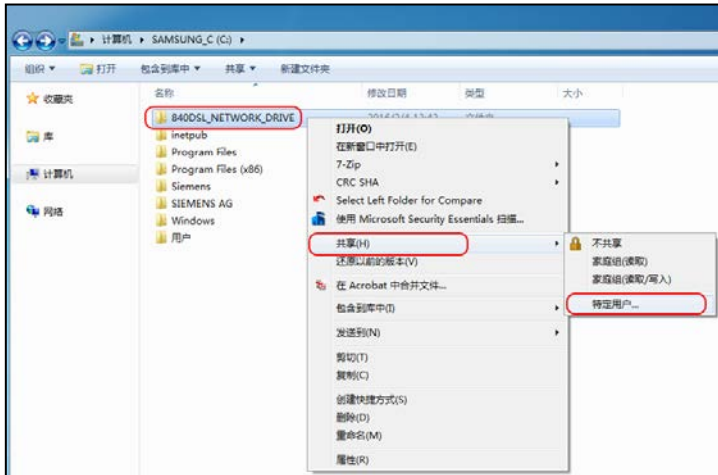 计算机 ▸ SAMSUNG_C (C:) ▸
组织 打开 包含到库中 共享 新建文件夹
收藏夹
库
计算机
网络
名称 修改日期 类型 大小
840DSL_NETWORK_DRIVE
inetpub
Program Files
Program Files (x86)
Siemens
SIEMENS AG
Windows
用户
打开(O)
在新窗口中打开(E)
7-Zip
CRC SHA
Select Left Folder for Compare
使用 Microsoft Security Essentials 扫描...
共享(H)
还原以前的版本(V)
在 Acrobat 中合并文件...
包含到库中(I)
发送到(N)
剪切(T)
复制(C)
创建快捷方式(S)
删除(D)
重命名(M)
属性(R)
不共享
家庭组(读取)
家庭组(读取/写入)
特定用户...